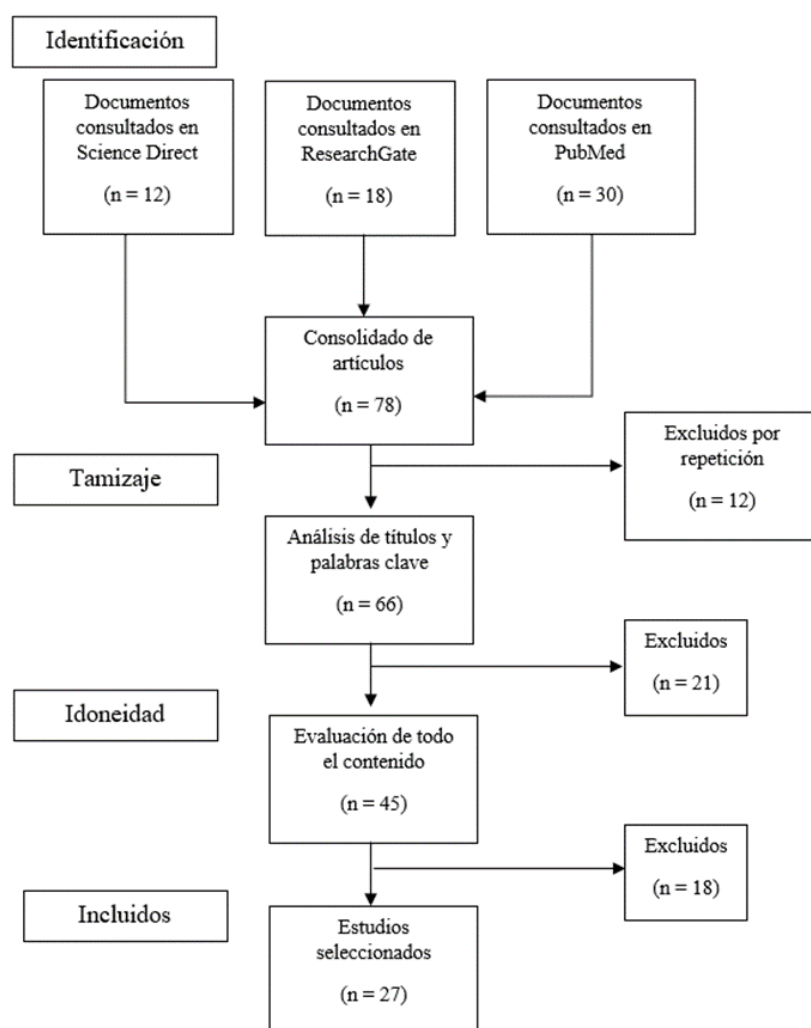 Identificación
Documentos
consultados en
Science Direct
(n = 12)
Documentos
consultados en
ResearchGate
(n = 18)
Documentos
consultados en
PubMed
(n = 30)
Consolidado de
artículos
(n = 78)
Excluidos por
repetición
(n = 12)
Tamizaje
Análisis de títulos y
palabras clave
(n = 66)
Excluidos
(n = 21)
Idoneidad
Evaluación de todo
el contenido
(n = 45)
Excluidos
(n = 18)
Incluidos
Estudios
seleccionados
(n = 27)